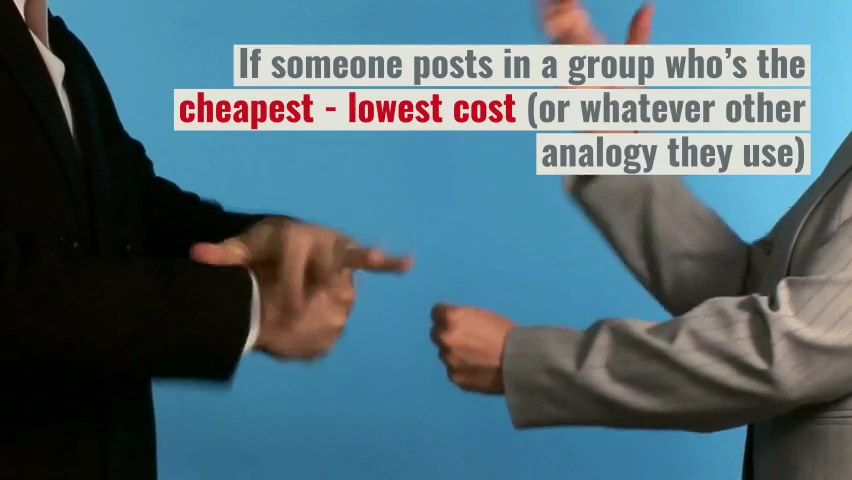 If someone posts in a group who’s the
cheapest - lowest cost (or whatever other
analogy they use)